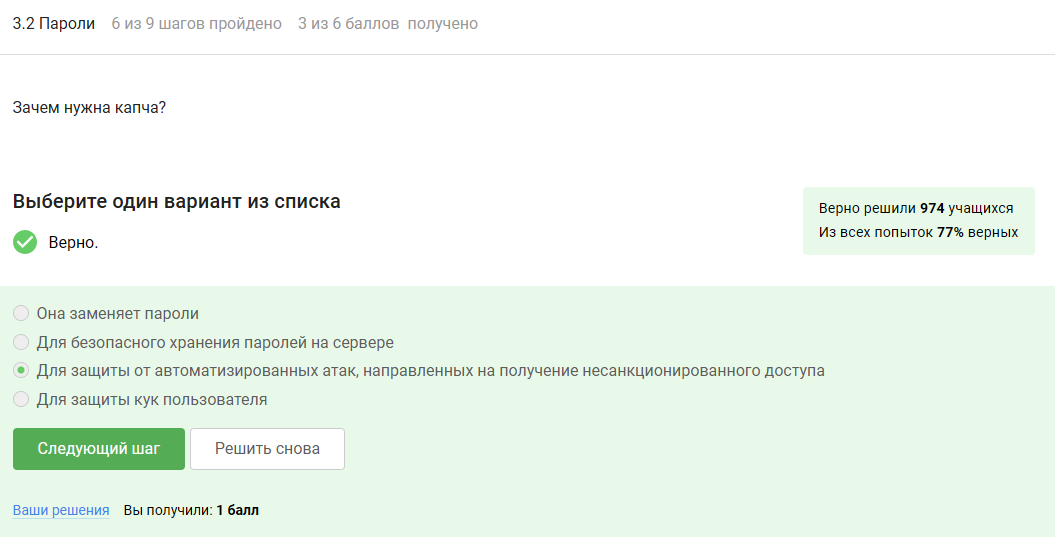 3.2 Пароли 6 из 9 шагов пройдено 3 из 6 баллов получено
Зачем нужна капча?
Выберите один вариант из списка
Верно.
Верно решили 974 учащихся
Из всех попыток 77% верных
Она заменяет пароли
Для безопасного хранения паролей на сервере
Для защиты от автоматизированных атак, направленных на получение несанкционированного доступа
Для защиты кук пользователя
Следующий шаг Решить снова
Ваши решения Вы получили: 1 балл